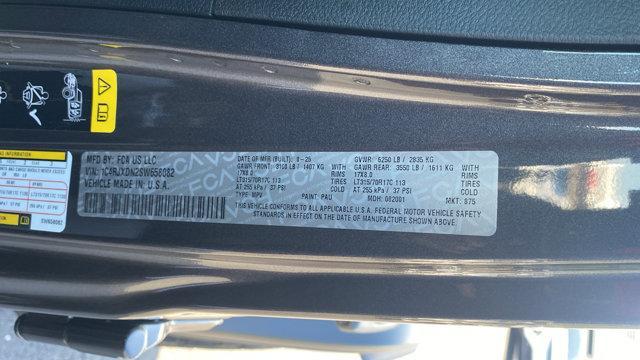 MFD BY: FCA US LLC
VIN: 1C4RJXDN2SW658082
VEHICLE MADE IN U.S.A.
DATE OF MFR (BUILT): 8-25 GVWR: 6250 LB / 2835 KG
GAWR FRONT: 3100 LB / 1407 KG WITH GAWR REAR: 3550 LB / 1611 KG WITH
17X8.0 RIMS 17X8.0 RIMS
LT315/70R17C 113 TIRES LT315/70R17C 113 TIRES
AT 255 kPa / 37 PSI COLD AT 255 kPa / 37 PSI COLD
TYPE: MPV PAINT: PAU MDH: 082001 MKT: 875
THIS VEHICLE CONFORMS TO ALL APPLICABLE U.S.A. FEDERAL MOTOR VEHICLE SAFETY
STANDARDS IN EFFECT ON THE DATE OF MANUFACTURE SHOWN ABOVE.